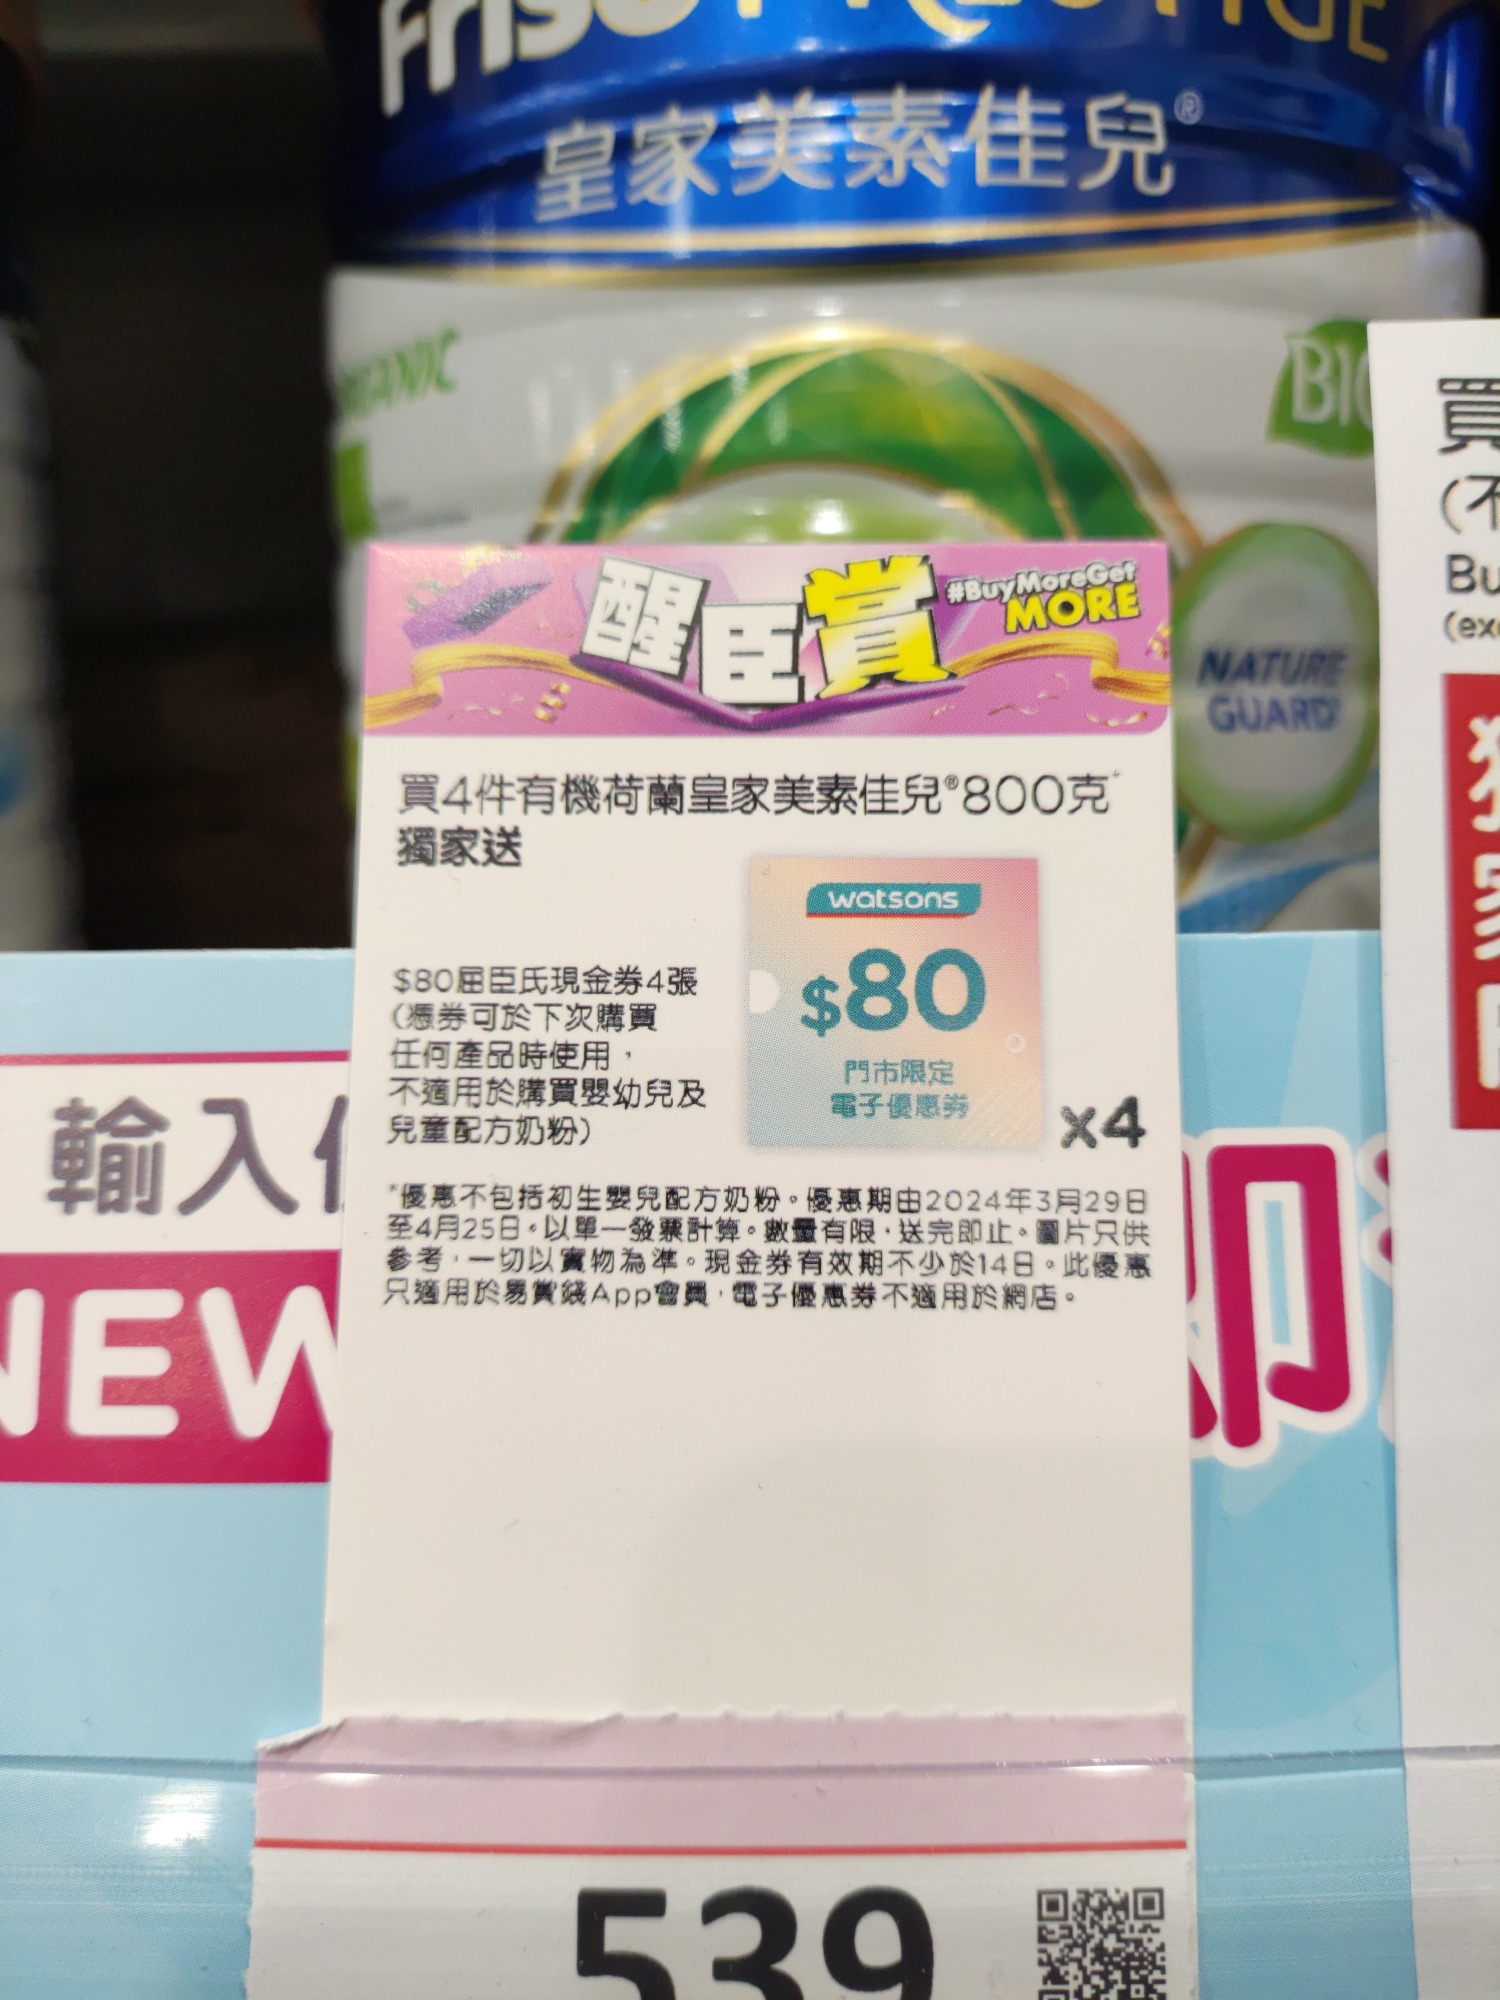 皇家美素佳兒®
BIO
NATURE
GUARD
醒臣賞
#BuyMoreGet
MORE
買4件有機荷蘭皇家美素佳兒®800克*
獨家送
$80屈臣氏現金券4張
(憑券可於下次購買
任何產品時使用，
不適用於購買嬰幼兒及
兒童配方奶粉)
watsons
$80
門市限定
電子優惠券
x4
*優惠不包括初生嬰兒配方奶粉。優惠期由2024年3月29日
至4月25日。以單一發票計算。數量有限，送完即止。圖片只供
參考，一切以實物為準。現金券有效期不少於14日。此優惠
只適用於易賞錢App會員，電子優惠券不適用於網店。
輸入
NEW
即
買
539